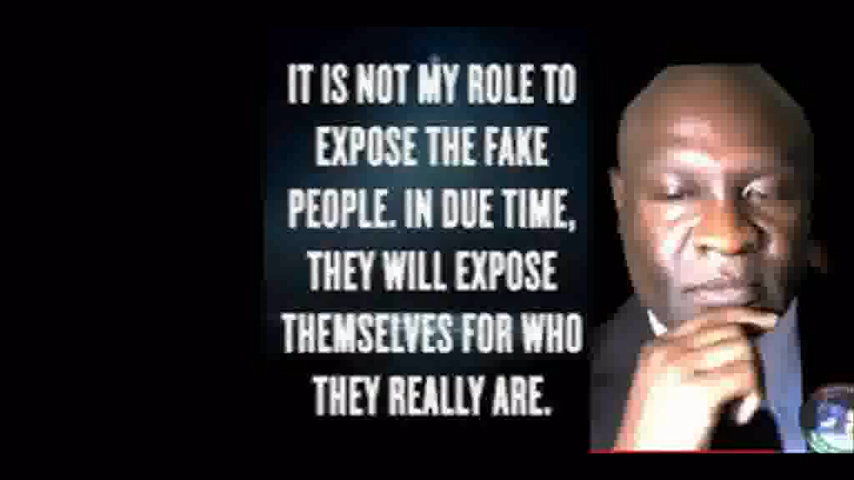 IT IS NOT MY ROLE TO
EXPOSE THE FAKE
PEOPLE. IN DUE TIME,
THEY WILL EXPOSE
THEMSELVES FOR WHO
THEY REALLY ARE.